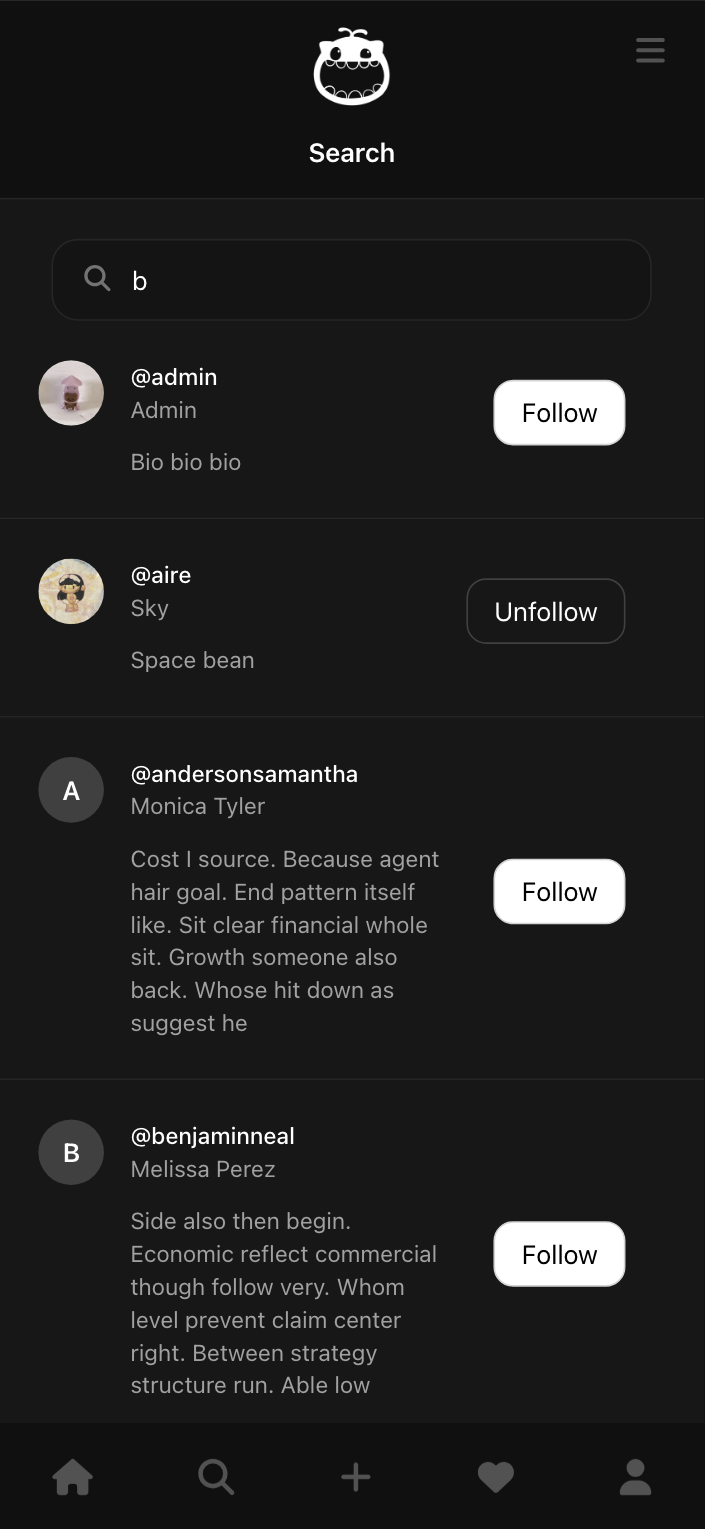 Search
b
@admin
Admin
Follow
Bio bio bio
@aire
Sky
Unfollow
Space bean
A
@andersonsamantha
Monica Tyler
Cost I source. Because agent
hair goal. End pattern itself
like. Sit clear financial whole
sit. Growth someone also
back. Whose hit down as
suggest he
Follow
B
@benjaminneal
Melissa Perez
Side also then begin.
Economic reflect commercial
though follow very. Whom
level prevent claim center
right. Between strategy
structure run. Able low
Follow